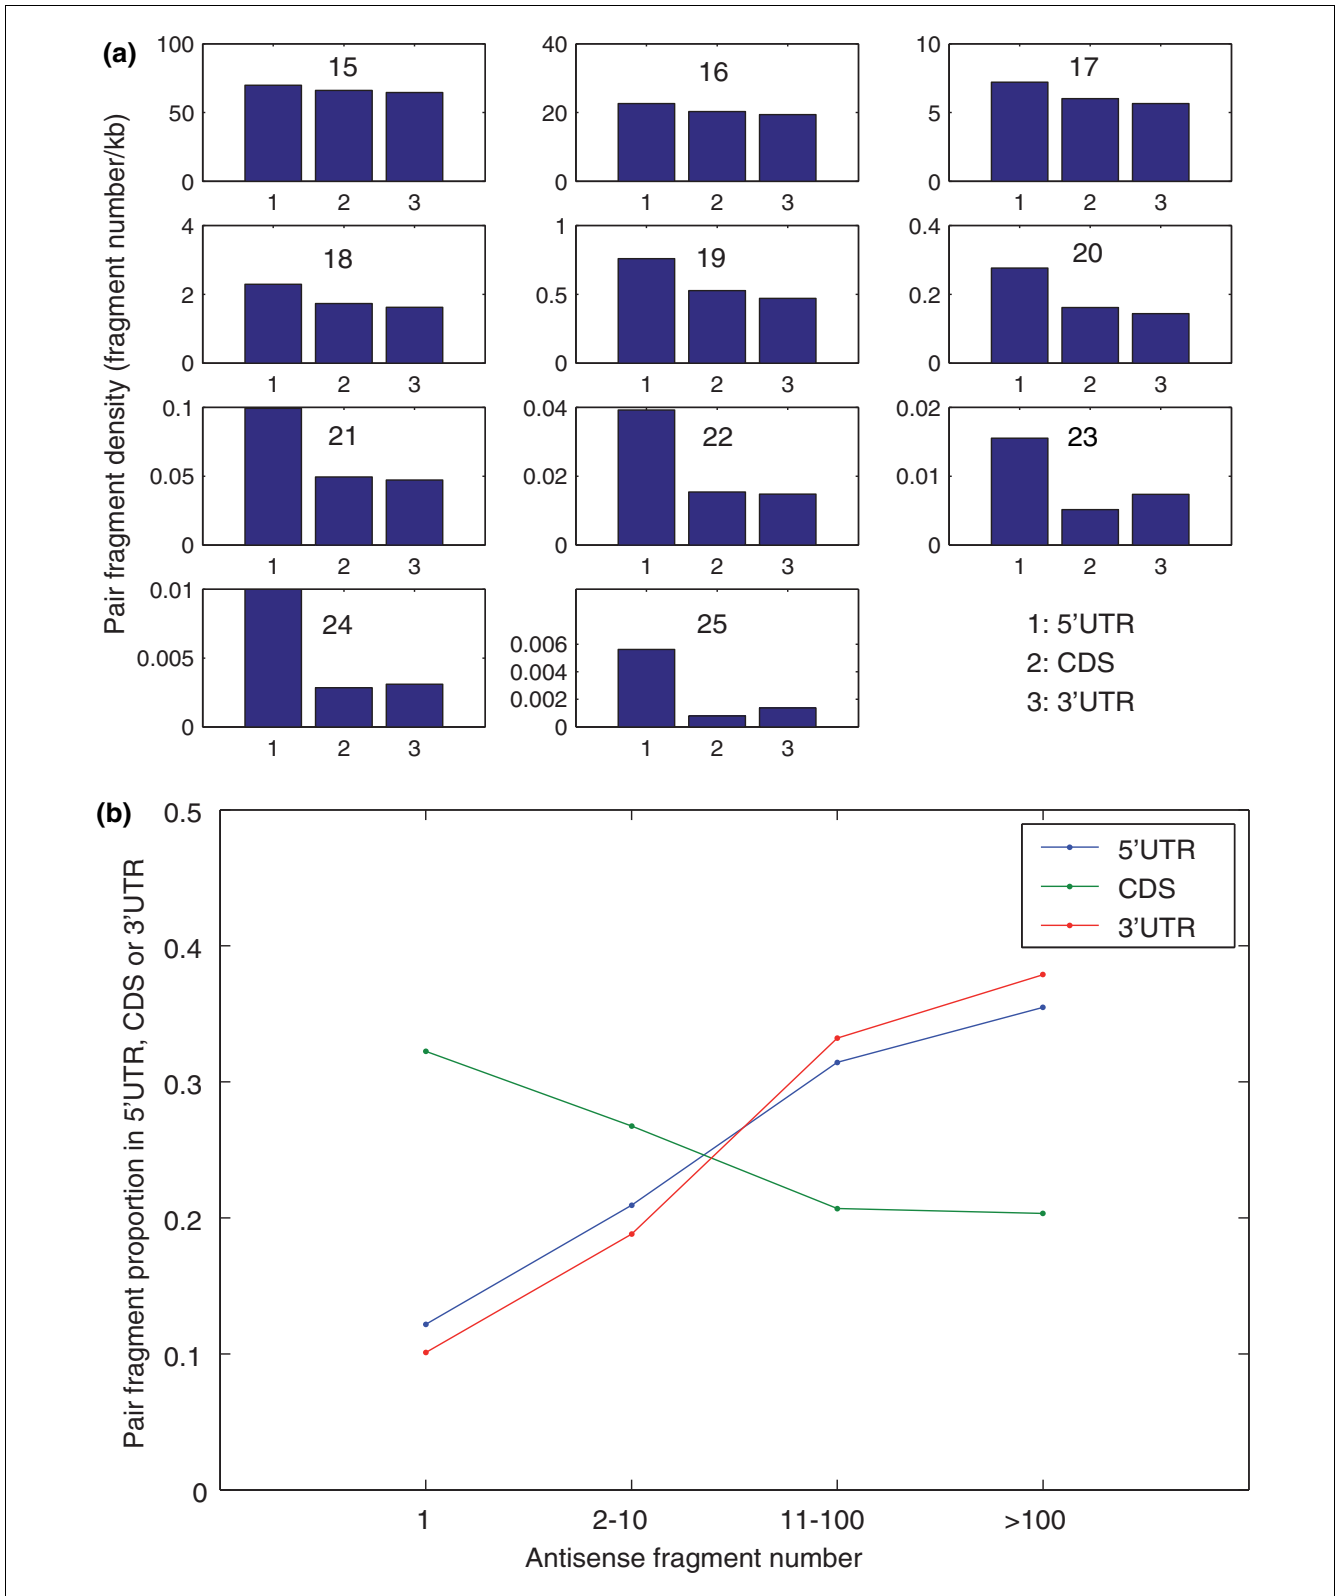 (a)
Pair fragment density (fragment number/kb)
100
50
0
15
1 2 3
40
20
0
16
1 2 3
10
5
0
17
1 2 3
4
2
0
18
1 2 3
1
0.5
0
19
1 2 3
0.4
0.2
0
20
1 2 3
0.1
0.05
0
21
1 2 3
0.04
0.02
0
22
1 2 3
0.02
0.01
0
23
1 2 3
0.01
0.005
0
24
1 2 3
0.006
0.004
0.002
0
25
1 2 3
1: 5’UTR
2: CDS
3: 3’UTR
(b)
Pair fragment proportion in 5’UTR, CDS or 3’UTR
0.5
0.4
0.3
0.2
0.1
0
5’UTR
CDS
3’UTR
1 2-10 11-100 >100
Antisense fragment number